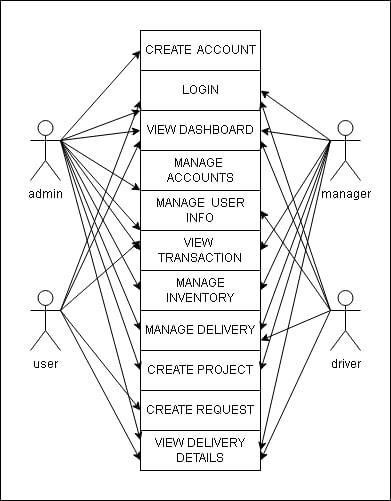 CREATE ACCOUNT
LOGIN
VIEW DASHBOARD
admin
manager
MANAGE
ACCOUNTS
MANAGE USER
INFO
VIEW
TRANSACTION
MANAGE
INVENTORY
MANAGE DELIVERY
user
driver
CREATE PROJECT
CREATE REQUEST
VIEW DELIVERY
DETAILS